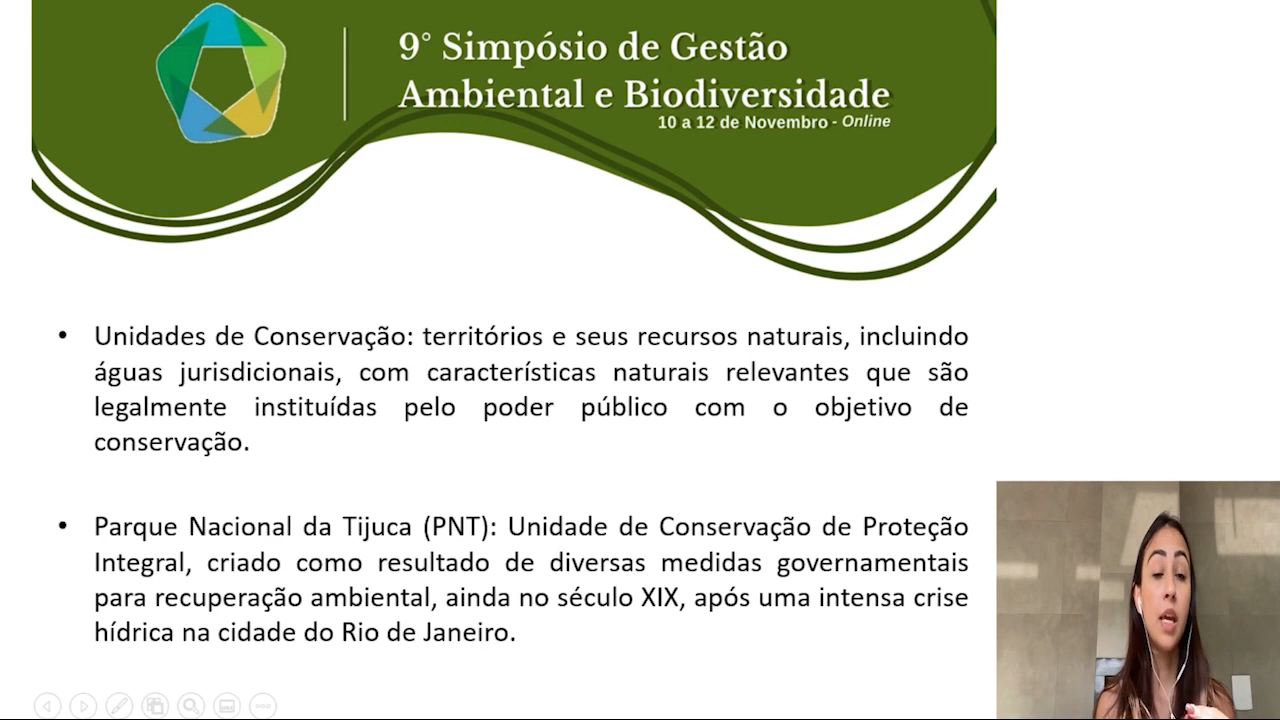 9° Simpósio de Gestão
Ambiental e Biodiversidade
10 a 12 de Novembro - Online
• Unidades de Conservação: territórios e seus recursos naturais, incluindo
águas jurisdicionais, com características naturais relevantes que são
legalmente instituídas pelo poder público com o objetivo de
conservação.
• Parque Nacional da Tijuca (PNT): Unidade de Conservação de Proteção
Integral, criado como resultado de diversas medidas governamentais
para recuperação ambiental, ainda no século XIX, após uma intensa crise
hídrica na cidade do Rio de Janeiro.